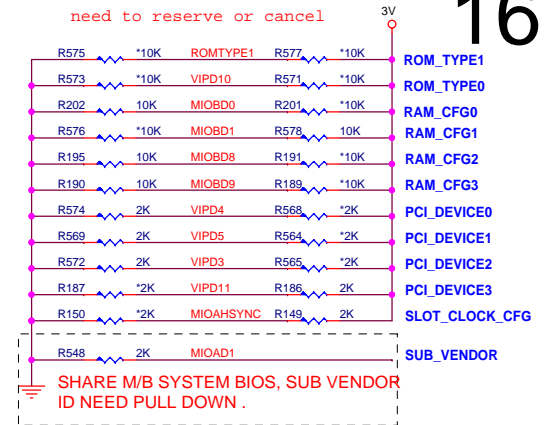 need to reserve or cancel 3V 16
R575 *10K ROMTYPE1 R577 *10K ROM_TYPE1
R573 *10K VIPD10 R571 *10K ROM_TYPE0
R202 10K MIOBD0 R201 *10K RAM_CFG0
R576 *10K MIOBD1 R578 10K RAM_CFG1
R195 10K MIOBD8 R191 *10K RAM_CFG2
R190 10K MIOBD9 R189 *10K RAM_CFG3
R574 2K VIPD4 R568 *2K PCI_DEVICE0
R569 2K VIPD5 R564 *2K PCI_DEVICE1
R572 2K VIPD3 R565 *2K PCI_DEVICE2
R187 *2K VIPD11 R186 2K PCI_DEVICE3
R150 *2K MIOAHSYNC R149 2K SLOT_CLOCK_CFG
R548 2K MIOAD1 SUB_VENDOR
SHARE M/B SYSTEM BIOS, SUB VENDOR
ID NEED PULL DOWN .